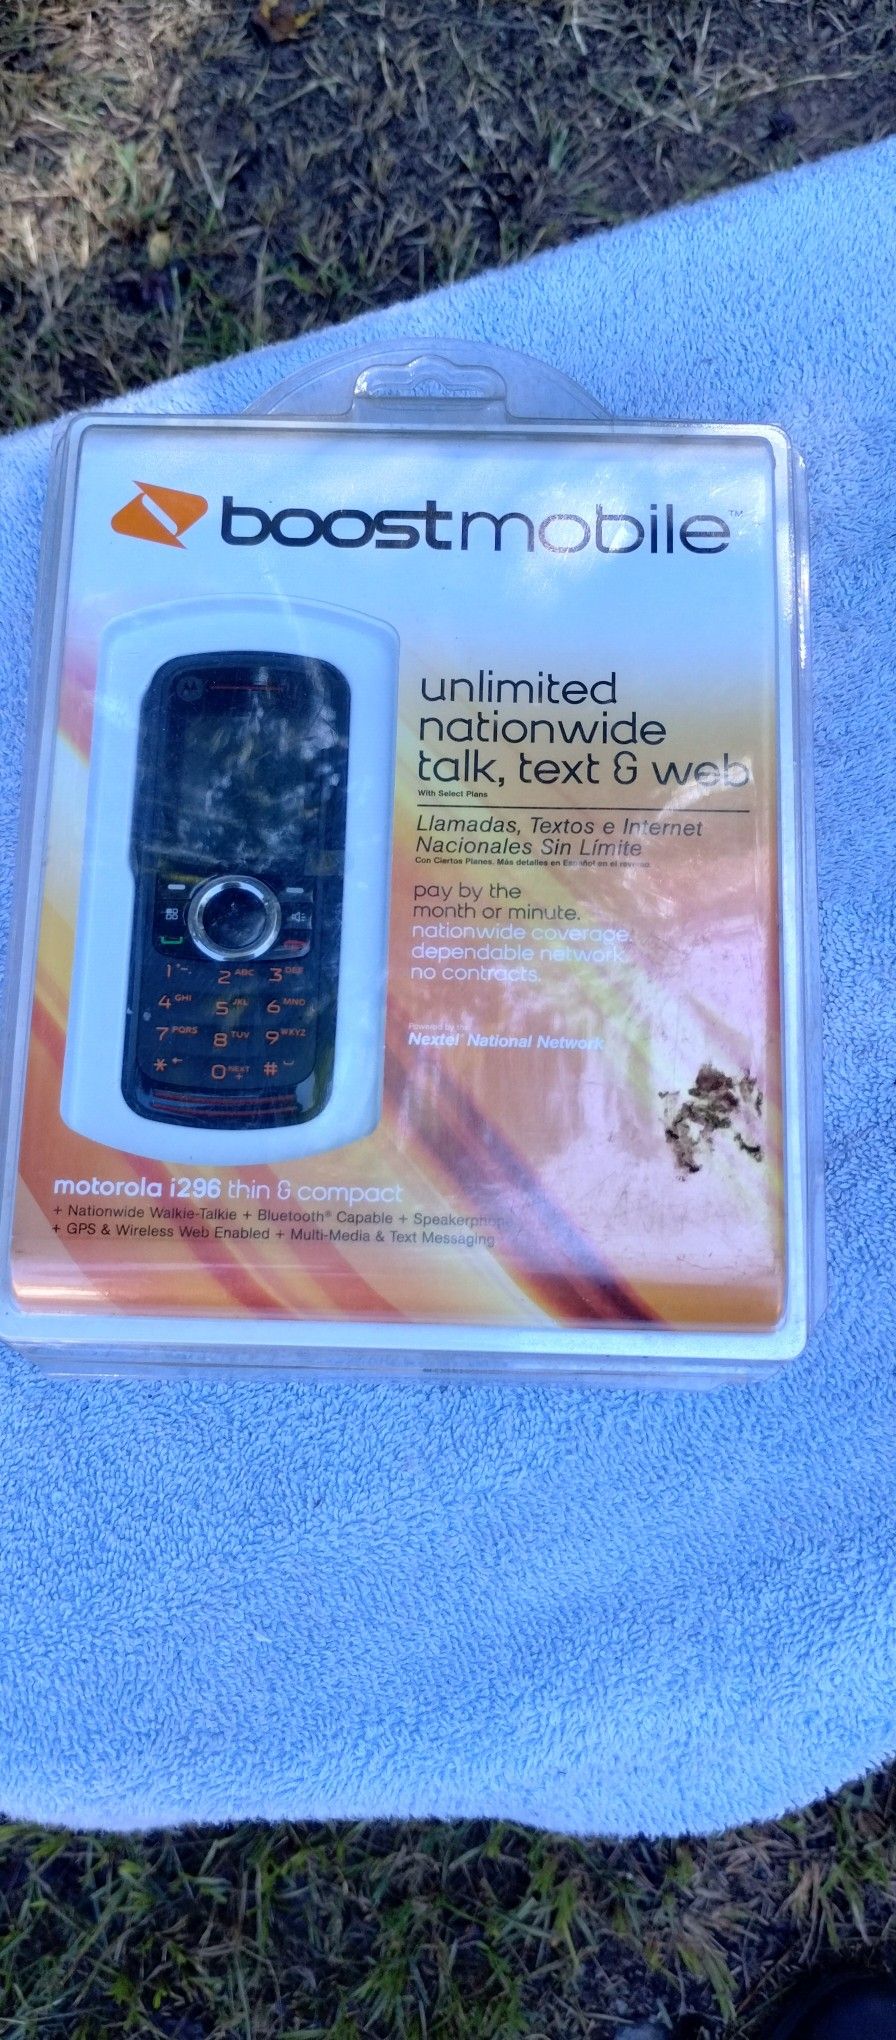 boostmobile™
unlimited
nationwide
talk, text & web
With Select Plans
Llamadas, Textos e Internet
Nacionales Sin Límite
Con Ciertos Planes. Más detalles en Español en el reverso.
pay by the
month or minute.
nationwide coverage.
dependable network.
no contracts.
Powered by the
Nextel National Network
1
2 ABC
3 DEF
4 GHI
5 JKL
6 MNO
7 PQRS
8 TUV
9 WXYZ
*
0 NEXT +
#
motorola i296 thin & compact
+ Nationwide Walkie-Talkie + Bluetooth® Capable + Speakerphone
+ GPS & Wireless Web Enabled + Multi-Media & Text Messaging